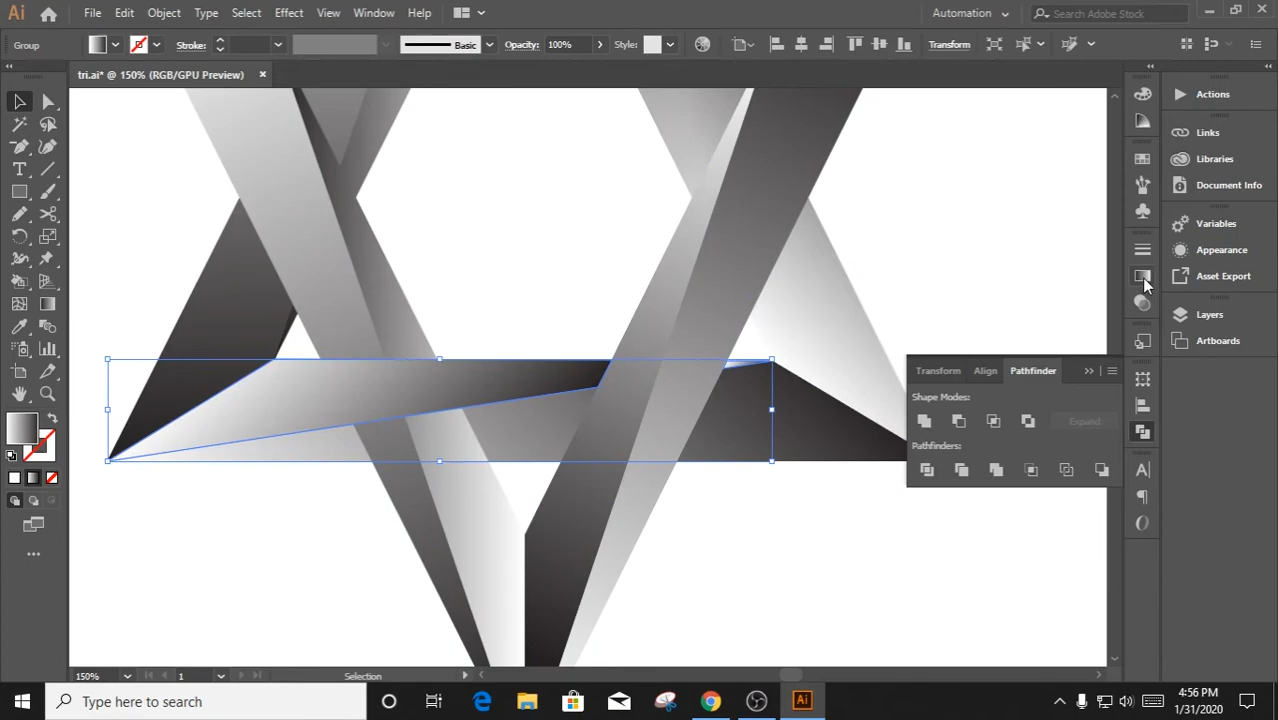 Ai File Edit Object Type Select Effect View Window Help Automation Search Adobe Stock
Group Stroke: Basic Opacity: 100% Style: Transform
tri.ai* @ 150% (RGB/GPU Preview)
Actions
Links
Libraries
Document Info
Variables
Appearance
Asset Export
Layers
Artboards
Transform Align Pathfinder
Shape Modes:
Expand
Pathfinders:
150% 1 Selection
Type here to search
Ai
4:56 PM
1/31/2020